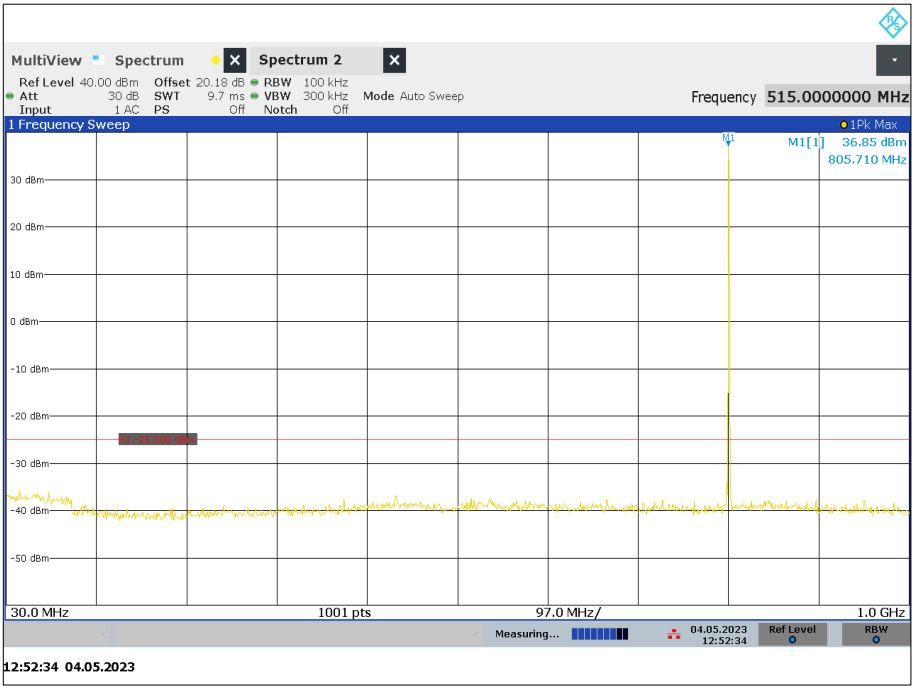 R/S
MultiView Spectrum Spectrum 2
Ref Level 40.00 dBm Offset 20.18 dB RBW 100 kHz
Att 30 dB SWT 9.7 ms VBW 300 kHz Mode Auto Sweep
Input 1 AC PS Off Notch Off
Frequency 515.0000000 MHz
1 Frequency Sweep 1Pk Max
M1
M1[1] 36.85 dBm
805.710 MHz
30 dBm
20 dBm
10 dBm
0 dBm
-10 dBm
-20 dBm
H1 -25.000 dBm
-30 dBm
-40 dBm
-50 dBm
30.0 MHz 1001 pts 97.0 MHz/ 1.0 GHz
Measuring... 04.05.2023 12:52:34 Ref Level RBW
12:52:34 04.05.2023